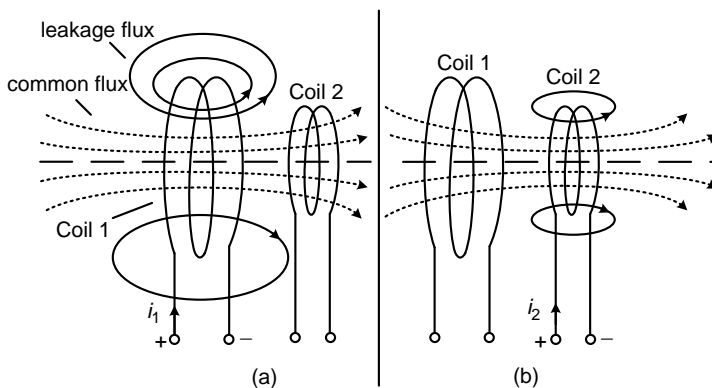 leakage flux
common flux
Coil 2
Coil 1
i1
+
–
(a)
Coil 1
Coil 2
i2
+
–
(b)